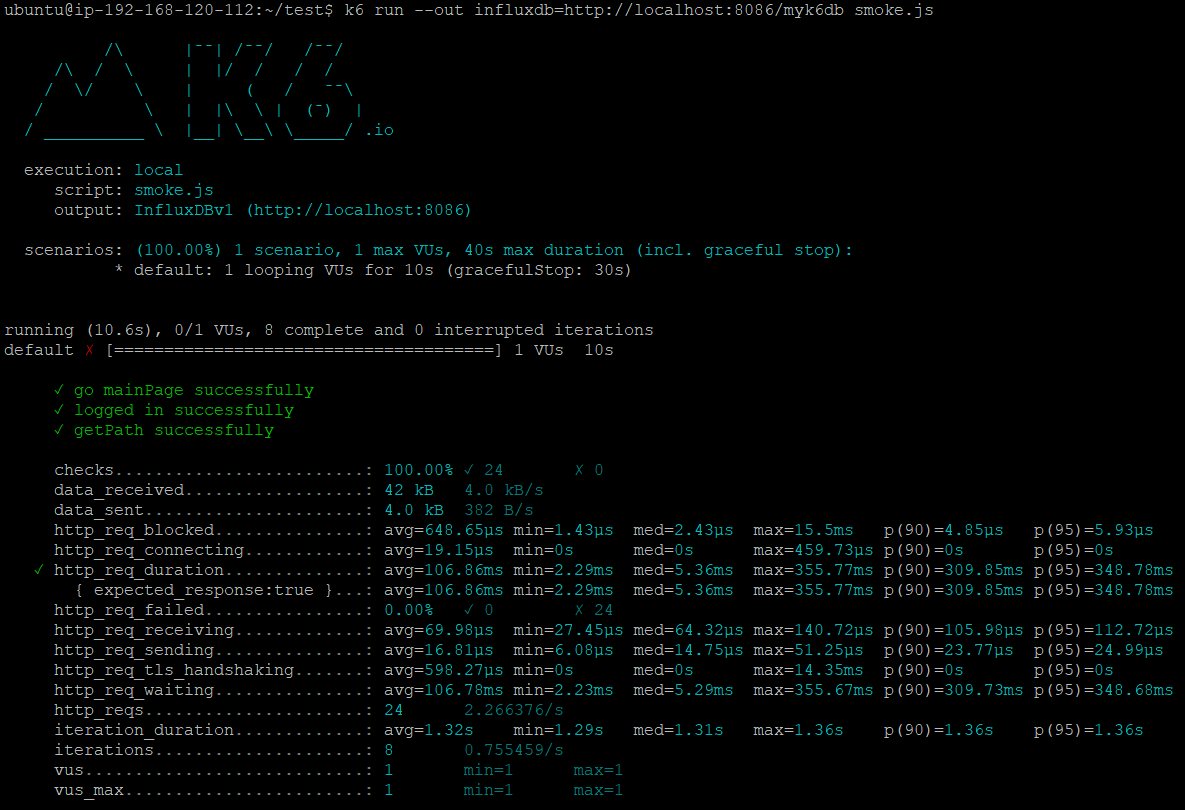 ubuntu@ip-192-168-120-112:~/test$ k6 run --out influxdb=http://localhost:8086/myk6db smoke.js
          /\      |‾‾| /‾‾/   /‾‾/
     /\  /  \     |  |/  /   /  /
    /  \/    \    |     (   /   ‾‾\
   /          \   |  |\  \ |  (‾)  |
  / __________ \  |__| \__\ \_____/ .io
  execution: local
     script: smoke.js
     output: InfluxDBv1 (http://localhost:8086)
  scenarios: (100.00%) 1 scenario, 1 max VUs, 40s max duration (incl. graceful stop):
           * default: 1 looping VUs for 10s (gracefulStop: 30s)
running (10.6s), 0/1 VUs, 8 complete and 0 interrupted iterations
default ✗ [======================================] 1 VUs  10s
     ✓ go mainPage successfully
     ✓ logged in successfully
     ✓ getPath successfully
     checks.........................: 100.00% ✓ 24       ✗ 0
     data_received..................: 42 kB   4.0 kB/s
     data_sent......................: 4.0 kB  382 B/s
     http_req_blocked...............: avg=648.65µs min=1.43µs  med=2.43µs  max=15.5ms   p(90)=4.85µs   p(95)=5.93µs
     http_req_connecting............: avg=19.15µs  min=0s      med=0s      max=459.73µs p(90)=0s       p(95)=0s
   ✓ http_req_duration..............: avg=106.86ms min=2.29ms  med=5.36ms  max=355.77ms p(90)=309.85ms p(95)=348.78ms
       { expected_response:true }...: avg=106.86ms min=2.29ms  med=5.36ms  max=355.77ms p(90)=309.85ms p(95)=348.78ms
     http_req_failed................: 0.00%   ✓ 0        ✗ 24
     http_req_receiving.............: avg=69.98µs  min=27.45µs med=64.32µs max=140.72µs p(90)=105.98µs p(95)=112.72µs
     http_req_sending...............: avg=16.81µs  min=6.08µs  med=14.75µs max=51.25µs  p(90)=23.77µs  p(95)=24.99µs
     http_req_tls_handshaking.......: avg=598.27µs min=0s      med=0s      max=14.35ms  p(90)=0s       p(95)=0s
     http_req_waiting...............: avg=106.78ms min=2.23ms  med=5.29ms  max=355.67ms p(90)=309.73ms p(95)=348.68ms
     http_reqs......................: 24      2.266376/s
     iteration_duration.............: avg=1.32s    min=1.29s   med=1.31s   max=1.36s    p(90)=1.36s    p(95)=1.36s
     iterations.....................: 8       0.755459/s
     vus............................: 1       min=1      max=1
     vus_max........................: 1       min=1      max=1